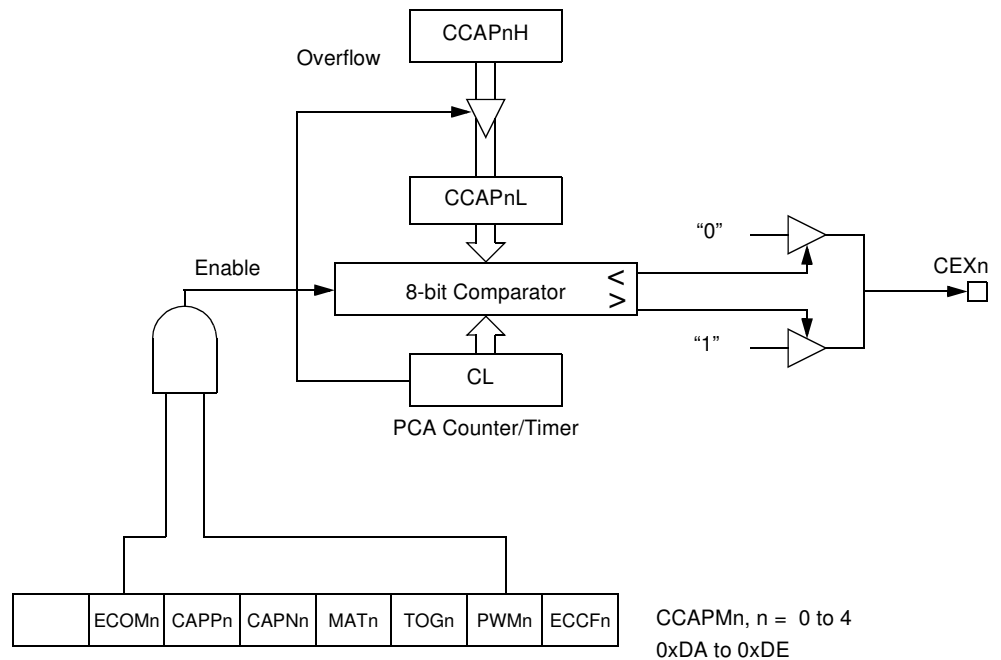 CCAPnH
Overflow
CCAPnL
“0”
Enable
CEXn
<
8-bit Comparator
>
“1”
CL
PCA Counter/Timer
ECOMn CAPPn CAPNn MATn TOGn PWMn ECCFn
CCAPMn, n = 0 to 4
0xDA to 0xDE